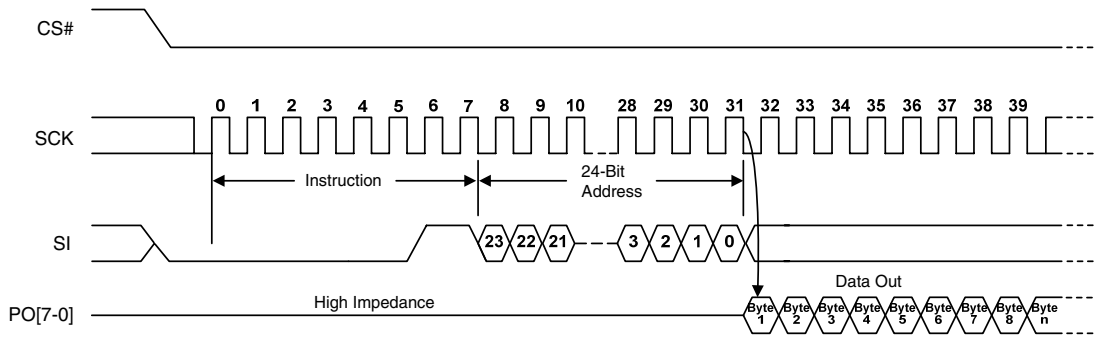 CS#
0 1 2 3 4 5 6 7 8 9 10 28 29 30 31 32 33 34 35 36 37 38 39
SCK
Instruction
24-Bit
Address
SI
23 22 21 3 2 1 0
Data Out
High Impedance
PO[7-0]
Byte Byte Byte Byte Byte Byte Byte Byte Byte
1 2 3 4 5 6 7 8 n